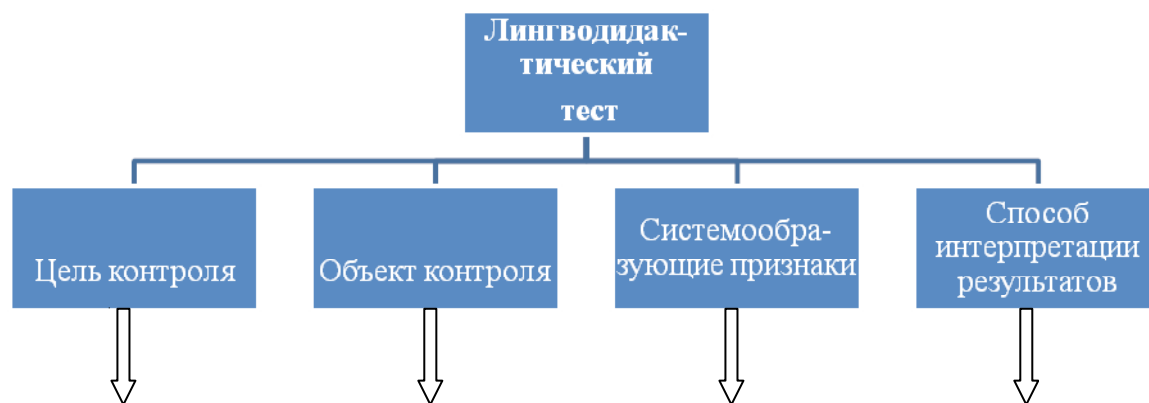 Лингводидак-
тический
тест
Цель контроля
Объект контроля
Системообра-
зующие признаки
Способ
интерпретации
результатов